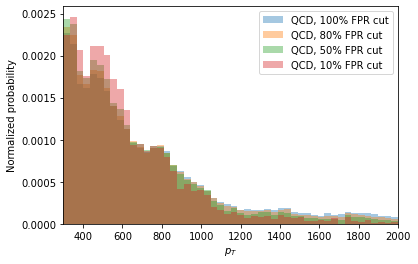 0.0025
0.0020
0.0015
0.0010
0.0005
0.0000
Normalized probability
QCD, 100% FPR cut
QCD, 80% FPR cut
QCD, 50% FPR cut
QCD, 10% FPR cut
400 600 800 1000 1200 1400 1600 1800 2000
p_T